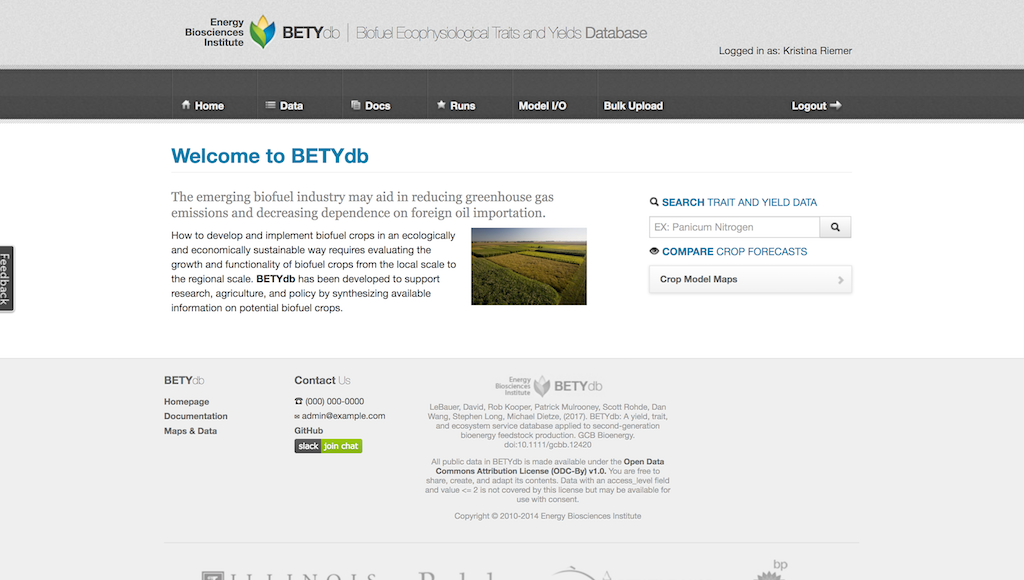 Energy
Biosciences
Institute
BETYdb | Biofuel Ecophysiological Traits and Yields Database
Logged in as: Kristina Riemer
Home
Data
Docs
Runs
Model I/O
Bulk Upload
Logout
Welcome to BETYdb
The emerging biofuel industry may aid in reducing greenhouse gas
emissions and decreasing dependence on foreign oil importation.
How to develop and implement biofuel crops in an ecologically
and economically sustainable way requires evaluating the
growth and functionality of biofuel crops from the local scale to
the regional scale. BETYdb has been developed to support
research, agriculture, and policy by synthesizing available
information on potential biofuel crops.
SEARCH TRAIT AND YIELD DATA
EX: Panicum Nitrogen
COMPARE CROP FORECASTS
Crop Model Maps
Feedback
BETYdb
Homepage
Documentation
Maps & Data
Contact Us
(000) 000-0000
admin@example.com
GitHub
slack join chat
Energy
Biosciences
Institute
BETYdb
LeBauer, David, Rob Kooper, Patrick Mulrooney, Scott Rohde, Dan
Wang, Stephen Long, Michael Dietze, (2017). BETYdb: A yield, trait,
and ecosystem service database applied to second-generation
bioenergy feedstock production. GCB Bioenergy.
doi:10.1111/gcbb.12420
All public data in BETYdb is made available under the Open Data
Commons Attribution License (ODC-By) v1.0. You are free to
share, create, and adapt its contents. Data with an access_level field
and value <= 2 is not covered by this license but may be available for
use with consent.
Copyright © 2010-2014 Energy Biosciences Institute
ILLINOIS
bp